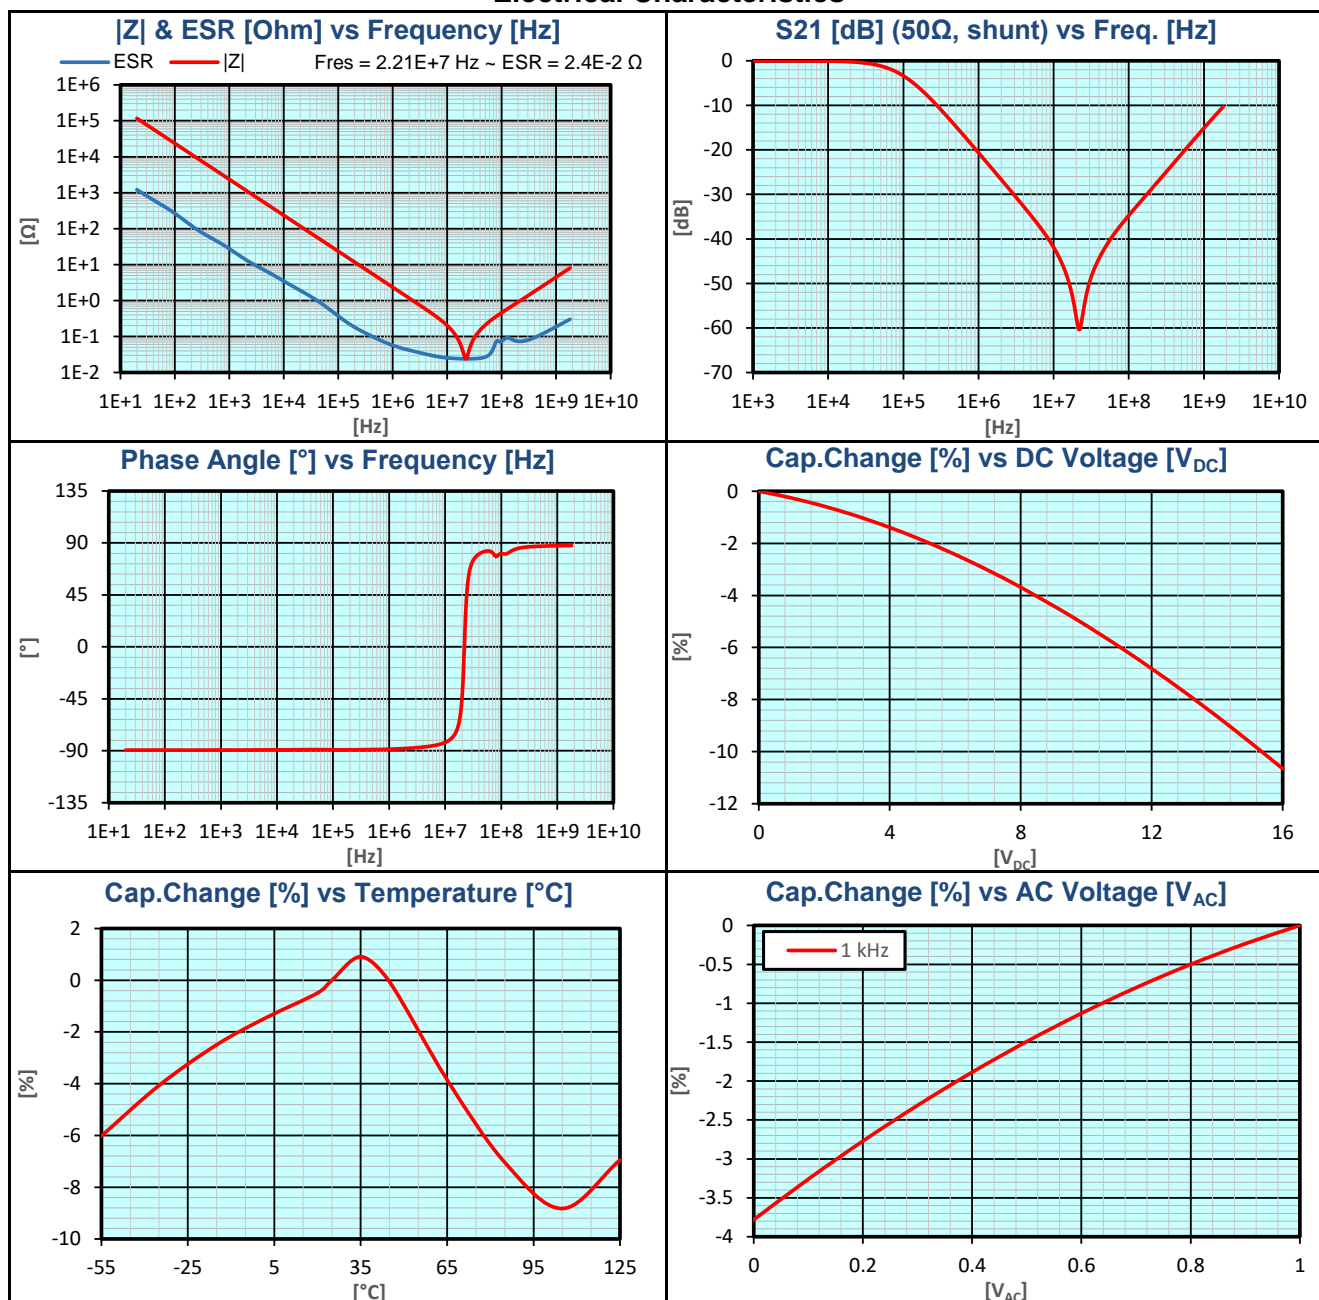 |Z| & ESR [Ohm] vs Frequency [Hz]
ESR |Z| Fres = 2.21E+7 Hz ~ ESR = 2.4E-2 Ω
1E+6
1E+5
1E+4
1E+3
1E+2
1E+1
1E+0
1E-1
1E-2
[Ω]
1E+1 1E+2 1E+3 1E+4 1E+5 1E+6 1E+7 1E+8 1E+9 1E+10
[Hz]
S21 [dB] (50Ω, shunt) vs Freq. [Hz]
0
-10
-20
-30
-40
-50
-60
-70
[dB]
1E+3 1E+4 1E+5 1E+6 1E+7 1E+8 1E+9 1E+10
[Hz]
Phase Angle [°] vs Frequency [Hz]
135
90
45
0
-45
-90
-135
[°]
1E+1 1E+2 1E+3 1E+4 1E+5 1E+6 1E+7 1E+8 1E+9 1E+10
[Hz]
Cap.Change [%] vs DC Voltage [VDC]
0
-2
-4
-6
-8
-10
-12
[%]
0 4 8 12 16
[VDC]
Cap.Change [%] vs Temperature [°C]
2
0
-2
-4
-6
-8
-10
[%]
-55 -25 5 35 65 95 125
[°C]
Cap.Change [%] vs AC Voltage [VAC]
1 kHz
0
-0.5
-1
-1.5
-2
-2.5
-3
-3.5
-4
[%]
0 0.2 0.4 0.6 0.8 1
[VAC]